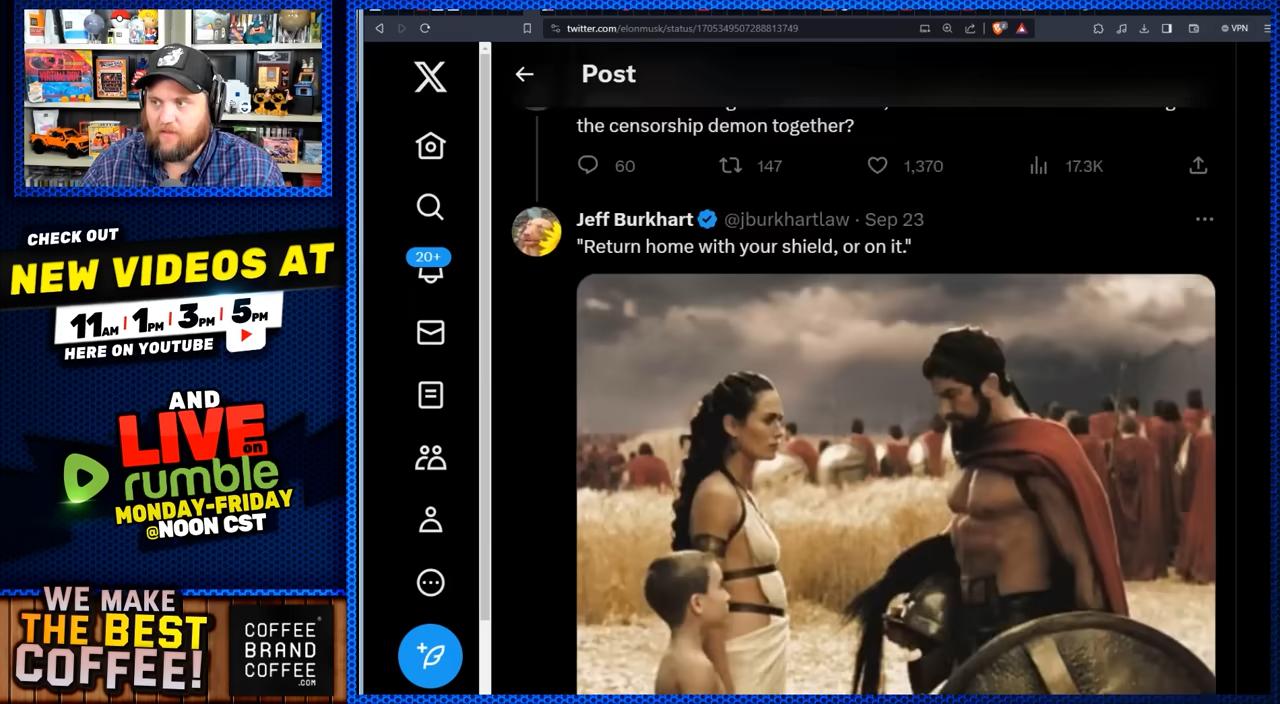 twitter.com/elonmusk/status/1705349507288813749
VPN
Post
the censorship demon together?
60
147
1,370
17.3K
Jeff Burkhart @jburkhartlaw · Sep 23
"Return home with your shield, or on it."
20+
CHECK OUT
NEW VIDEOS AT
11AM | 1PM | 3PM | 5PM
HERE ON YOUTUBE
AND
LIVE on
rumble
MONDAY-FRIDAY
@NOON CST
WE MAKE
THE BEST
COFFEE!
COFFEE
BRAND
COFFEE
.COM